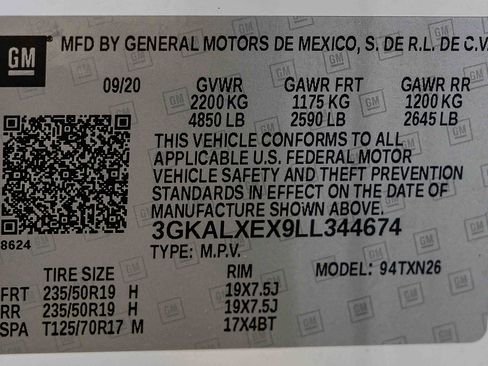 GM MFD BY GENERAL MOTORS DE MEXICO, S. DE R.L. DE C.V.
09/20 GVWR GAWR FRT GAWR RR
2200 KG 1175 KG 1200 KG
4850 LB 2590 LB 2645 LB
THIS VEHICLE CONFORMS TO ALL
APPLICABLE U.S. FEDERAL MOTOR
VEHICLE SAFETY AND THEFT PREVENTION
STANDARDS IN EFFECT ON THE DATE OF
MANUFACTURE SHOWN ABOVE.
3GKALXEX9LL344674
8624
TYPE: M.P.V.
TIRE SIZE RIM MODEL: 94TXN26
FRT 235/50R19 H 19X7.5J
RR 235/50R19 H 19X7.5J
SPA T125/70R17 M 17X4BT